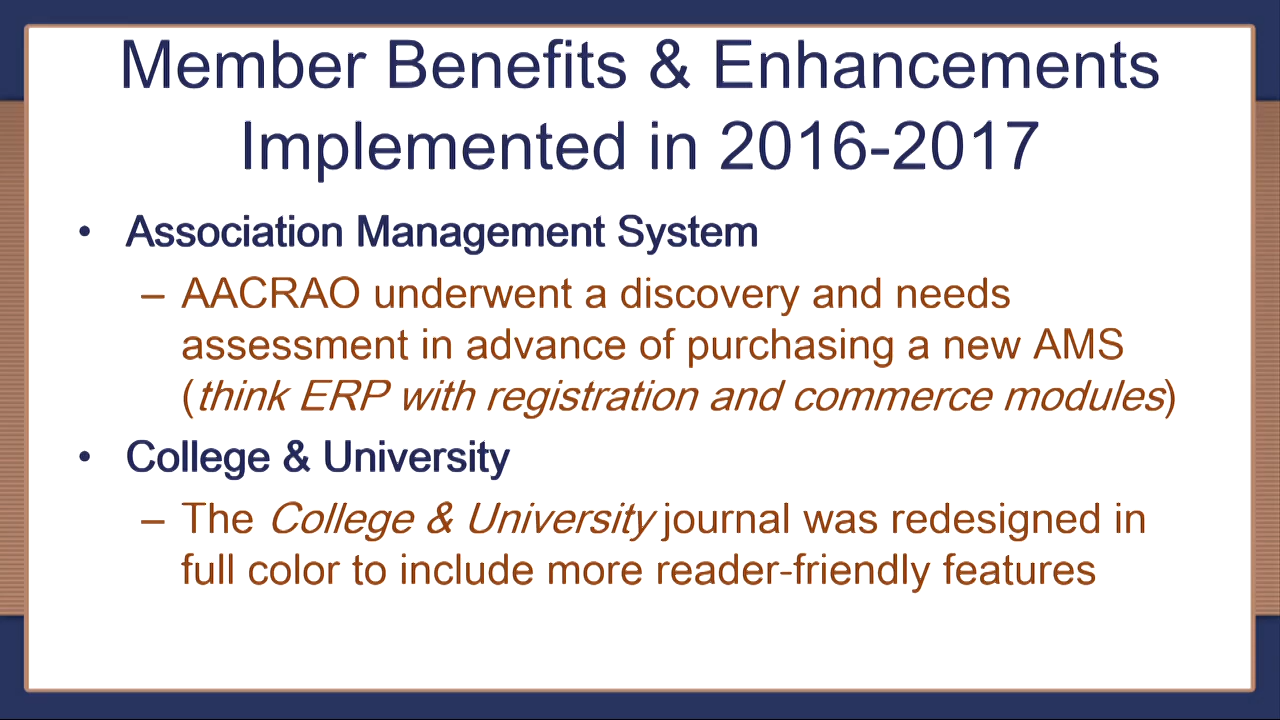 Member Benefits & Enhancements
Implemented in 2016-2017
• Association Management System
– AACRAO underwent a discovery and needs
assessment in advance of purchasing a new AMS
(think ERP with registration and commerce modules)
• College & University
– The College & University journal was redesigned in
full color to include more reader-friendly features